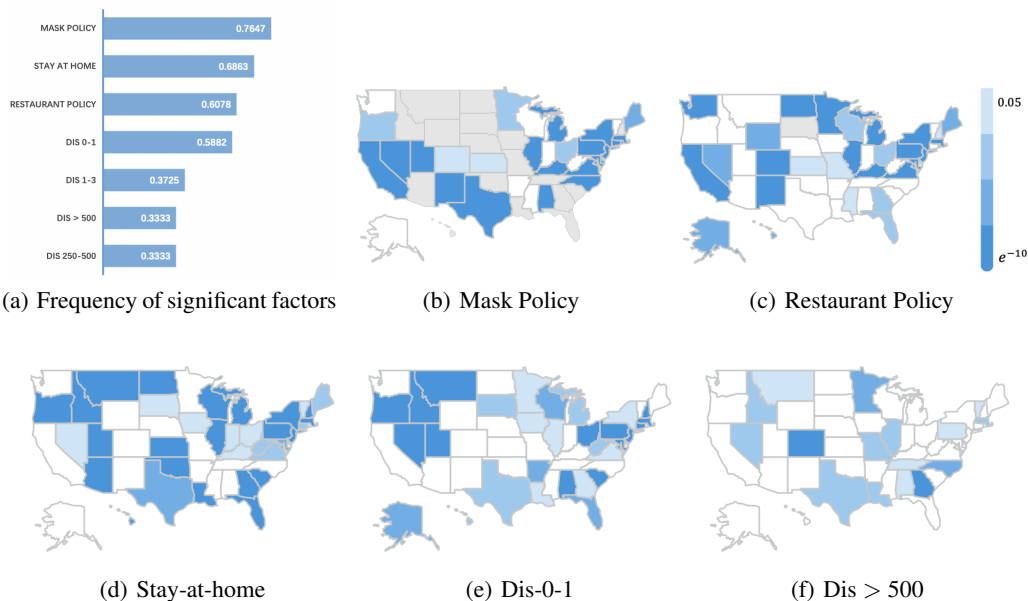 MASK POLICY 0.7647
STAY AT HOME 0.6863
RESTAURANT POLICY 0.6078
DIS 0-1 0.5882
DIS 1-3 0.3725
DIS > 500 0.3333
DIS 250-500 0.3333
0.05
e⁻¹⁰
(a) Frequency of significant factors
(b) Mask Policy
(c) Restaurant Policy
(d) Stay-at-home
(e) Dis-0-1
(f) Dis > 500